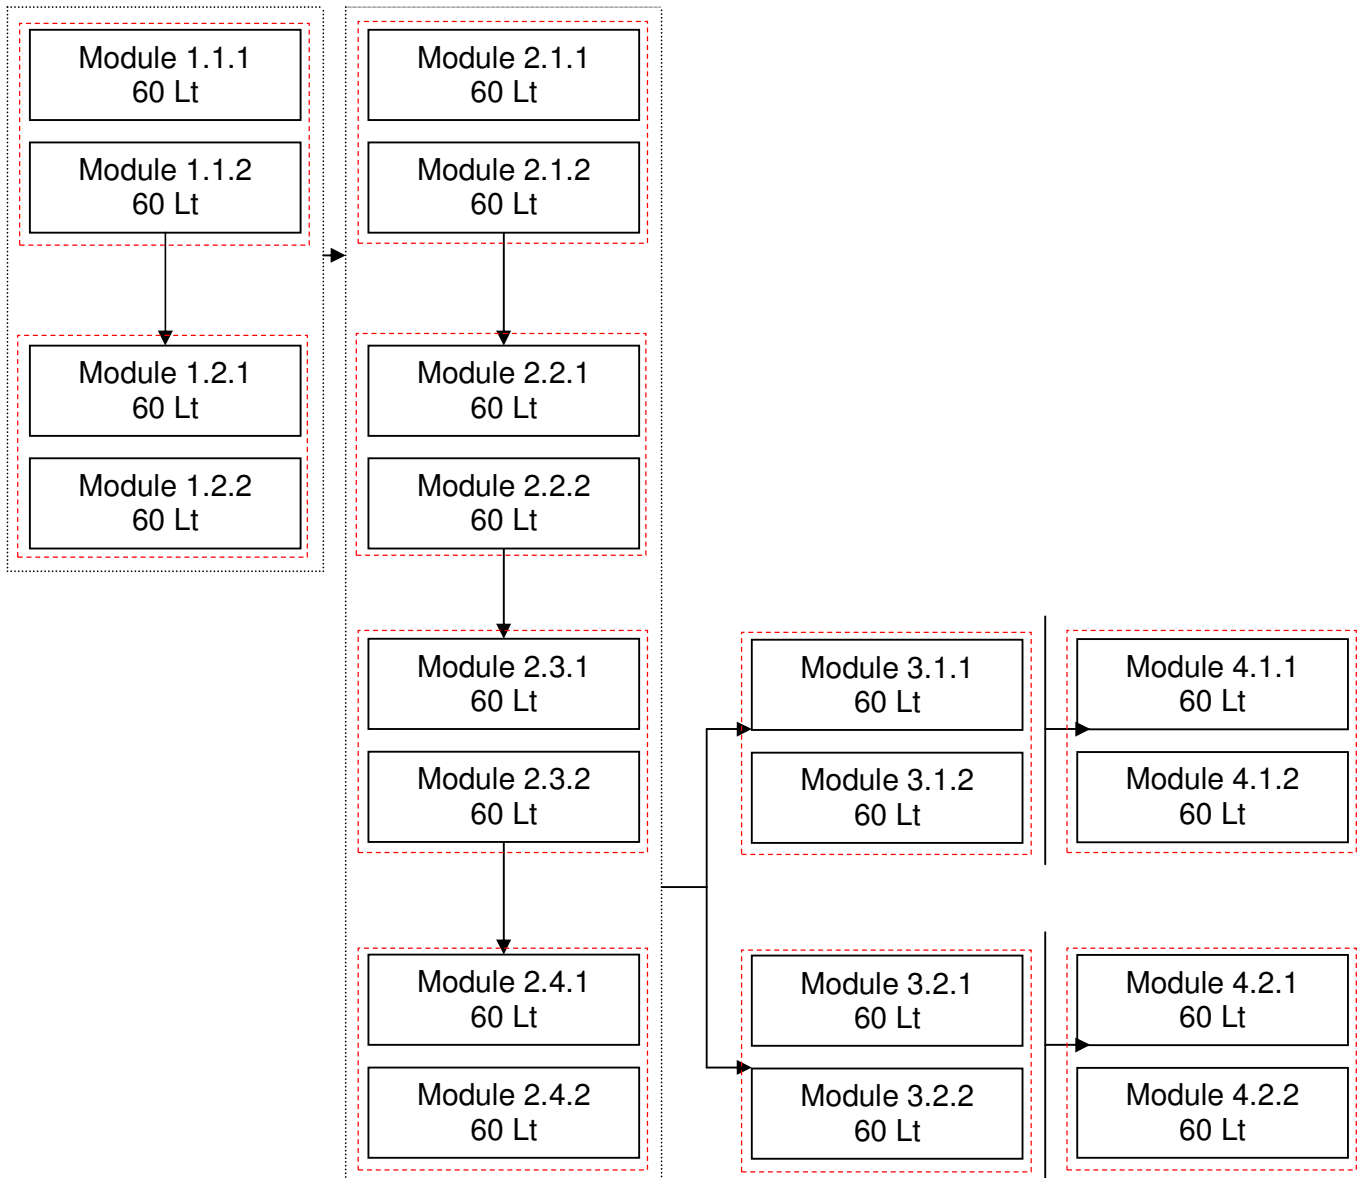 Module 1.1.1
60 Lt
Module 1.1.2
60 Lt
Module 1.2.1
60 Lt
Module 1.2.2
60 Lt
Module 2.1.1
60 Lt
Module 2.1.2
60 Lt
Module 2.2.1
60 Lt
Module 2.2.2
60 Lt
Module 2.3.1
60 Lt
Module 2.3.2
60 Lt
Module 2.4.1
60 Lt
Module 2.4.2
60 Lt
Module 3.1.1
60 Lt
Module 3.1.2
60 Lt
Module 3.2.1
60 Lt
Module 3.2.2
60 Lt
Module 4.1.1
60 Lt
Module 4.1.2
60 Lt
Module 4.2.1
60 Lt
Module 4.2.2
60 Lt